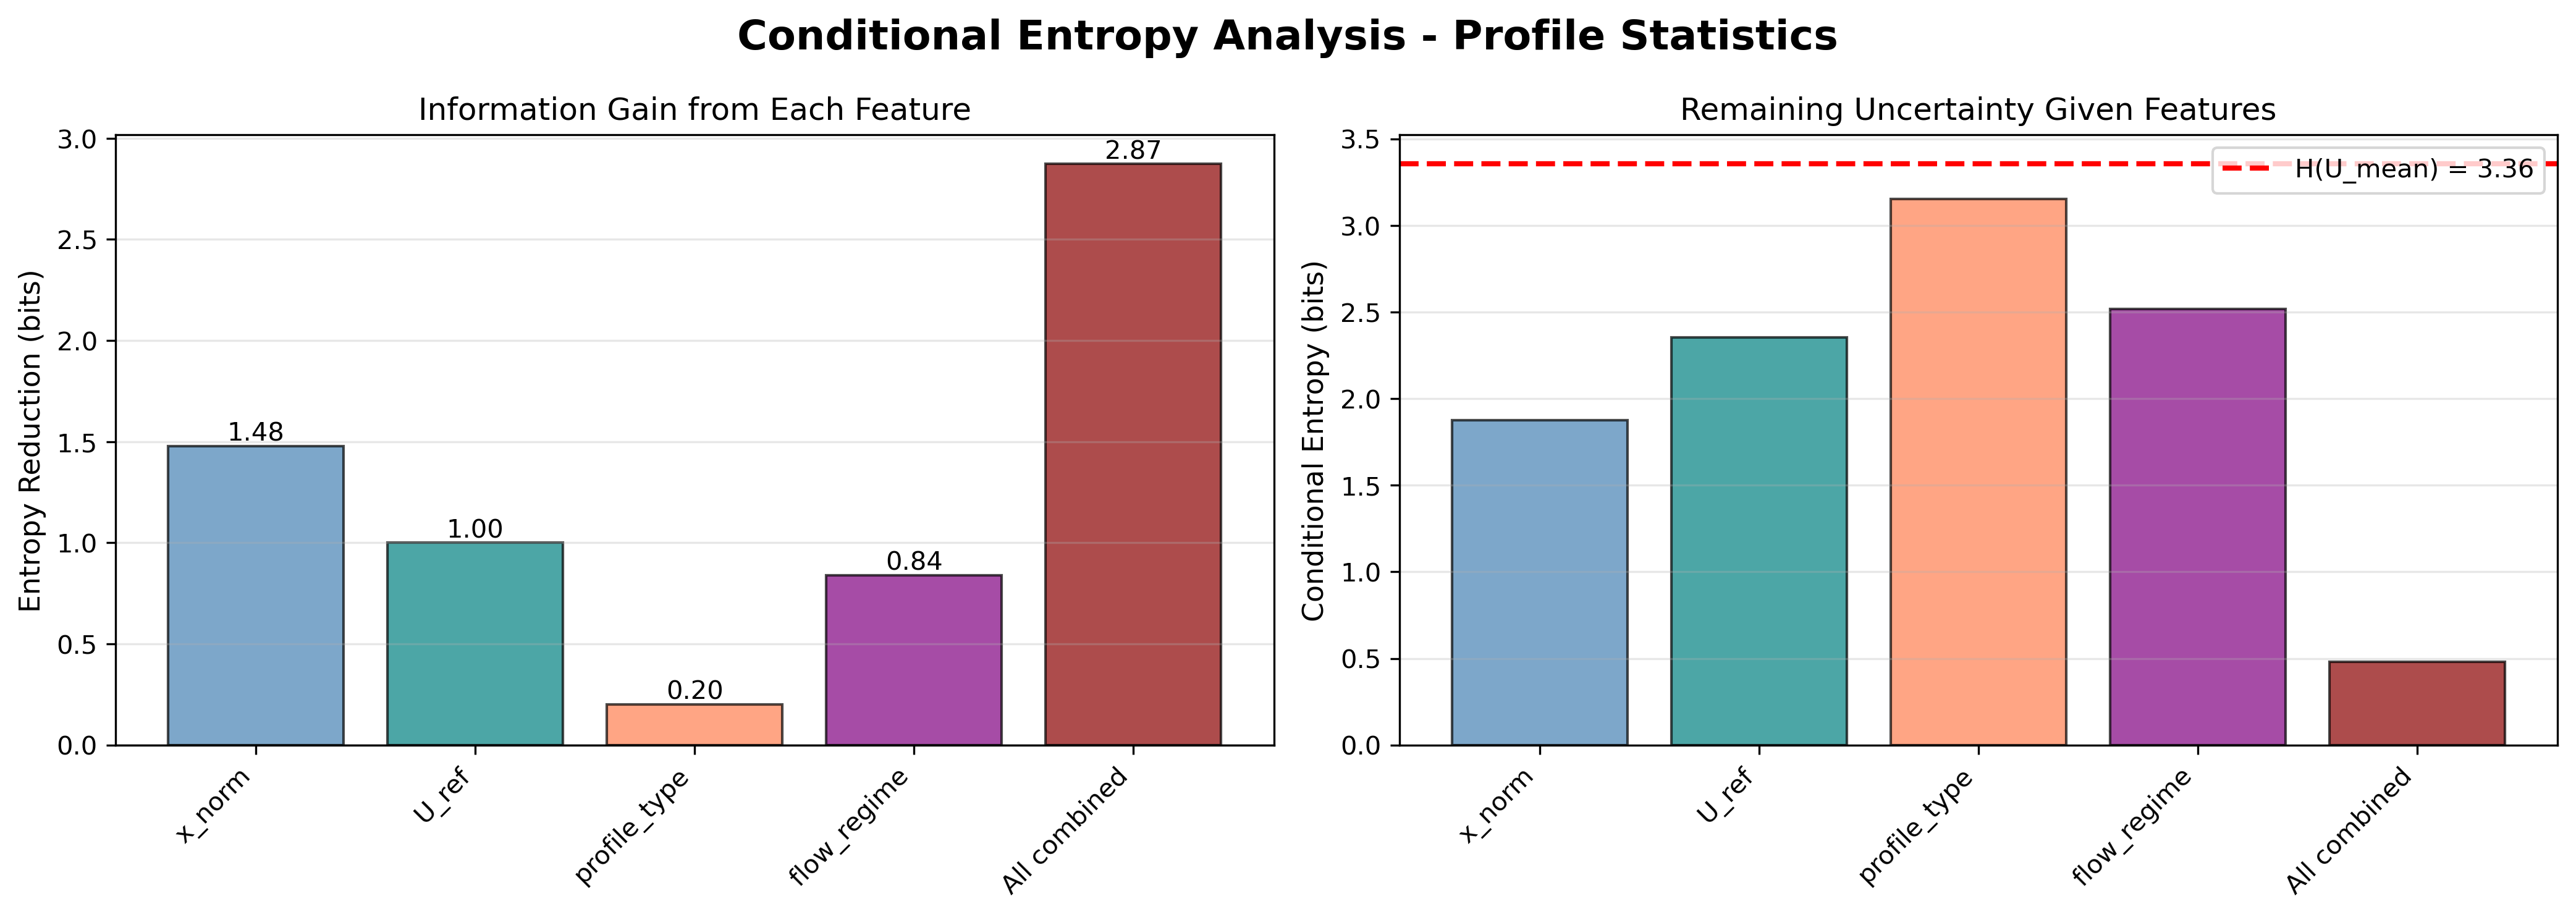 Conditional Entropy Analysis - Profile Statistics
Information Gain from Each Feature
Entropy Reduction (bits)
3.0
2.5
2.0
1.5
1.0
0.5
0.0
1.48
1.00
0.20
0.84
2.87
x_norm
U_ref
profile_type
flow_regime
All combined
Remaining Uncertainty Given Features
Conditional Entropy (bits)
3.5
3.0
2.5
2.0
1.5
1.0
0.5
0.0
H(U_mean) = 3.36
x_norm
U_ref
profile_type
flow_regime
All combined